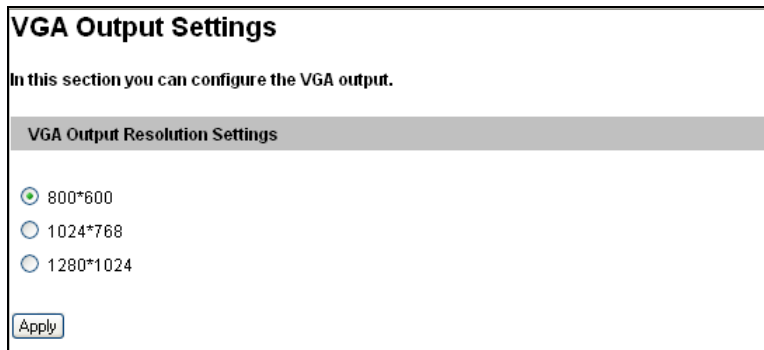 VGA Output Settings
In this section you can configure the VGA output.
VGA Output Resolution Settings
800*600
1024*768
1280*1024
Apply